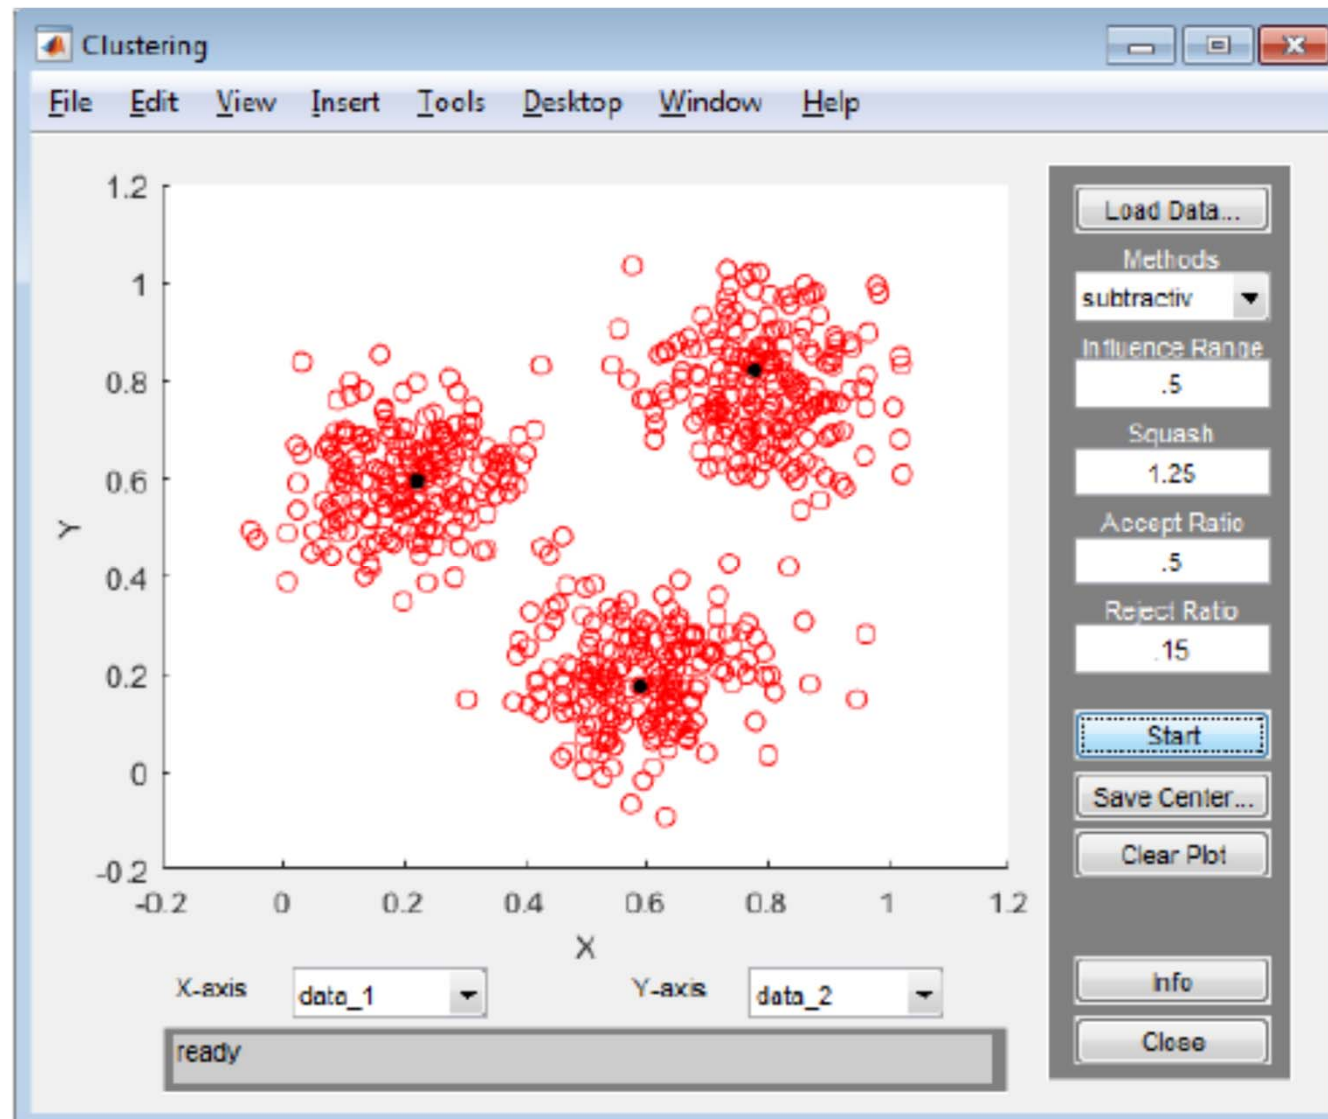 Clustering
File Edit View Insert Tools Desktop Window Help
1.2
1
0.8
0.6
0.4
0.2
0
-0.2
Y
-0.2 0 0.2 0.4 0.6 0.8 1 1.2
X
X-axis data_1 Y-axis data_2
ready
Load Data...
Methods
subtractiv
Influence Range
.5
Squash
1.25
Accept Ratio
.5
Reject Ratio
.15
Start
Save Center...
Clear Plot
Info
Close